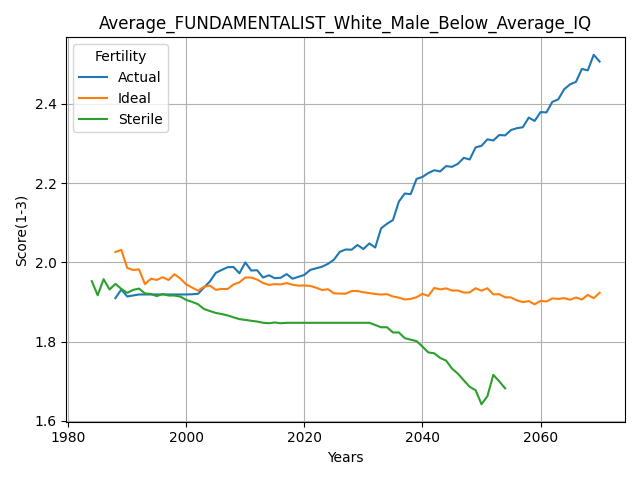 Average_FUNDAMENTALIST_White_Male_Below_Average_IQ
Fertility
Actual
Ideal
Sterile
Score(1-3)
2.4
2.2
2.0
1.8
1.6
1980
2000
2020
2040
2060
Years